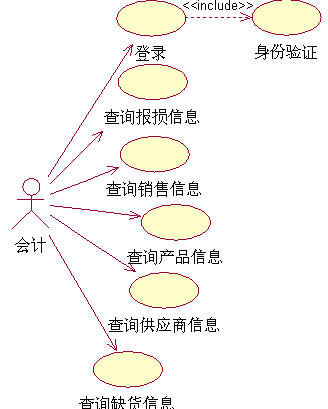 <<include>>
登录
身份验证
查询报损信息
查询销售信息
会计
查询产品信息
查询供应商信息
查询缺货信息